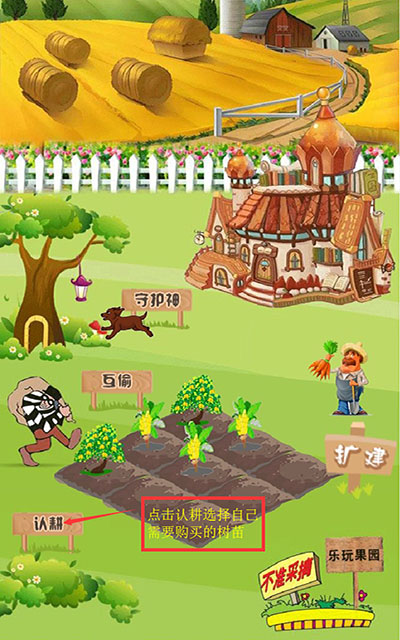 守护神
互偷
扩建
认耕
点击认耕选择自己
需要购买的树苗
不准采摘
乐玩果园